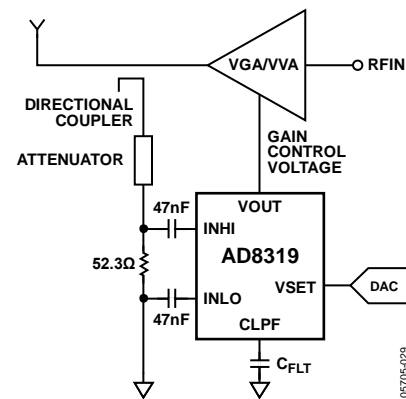 VGA/VVA
RFIN
DIRECTIONAL
COUPLER
ATTENUATOR
GAIN
CONTROL
VOLTAGE
47nF
VOUT
INHI
AD8319
52.3Ω
VSET
DAC
INLO
47nF
CLPF
CFLT
05705-029